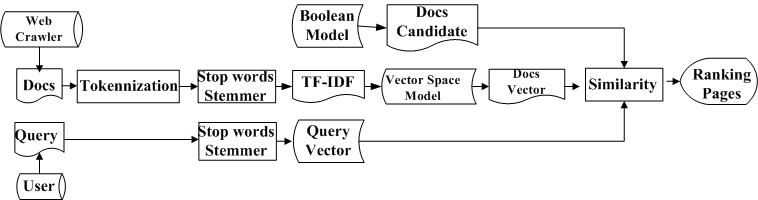 Web
Crawler
Boolean
Model
Docs
Candidate
Docs
Tokennization
Stop words
Stemmer
TF-IDF
Vector Space
Model
Docs
Vector
Similarity
Ranking
Pages
Query
Stop words
Stemmer
Query
Vector
User